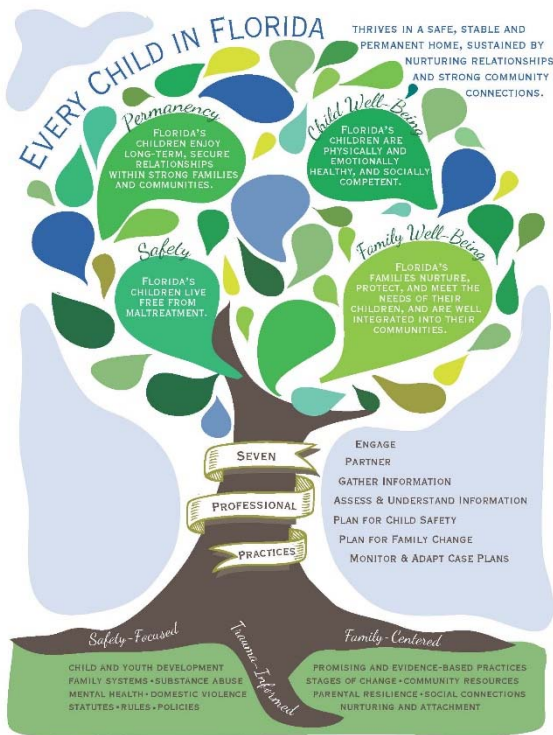 EVERY CHILD IN FLORIDA
THRIVES IN A SAFE, STABLE AND
PERMANENT HOME, SUSTAINED BY
NURTURING RELATIONSHIPS
AND STRONG COMMUNITY
CONNECTIONS.
Permanency
FLORIDA'S
CHILDREN ENJOY
LONG-TERM, SECURE
RELATIONSHIPS
WITHIN STRONG FAMILIES
AND COMMUNITIES.
Child Well-Being
FLORIDA'S
CHILDREN ARE
PHYSICALLY AND
EMOTIONALLY
HEALTHY, AND SOCIALLY
COMPETENT.
Safety
FLORIDA'S
CHILDREN LIVE
FREE FROM
MALTREATMENT.
Family Well-Being
FLORIDA'S
FAMILIES NURTURE,
PROTECT, AND MEET THE
NEEDS OF THEIR
CHILDREN, AND ARE WELL
INTEGRATED INTO THEIR
COMMUNITIES.
SEVEN
PROFESSIONAL
PRACTICES
ENGAGE
PARTNER
GATHER INFORMATION
ASSESS & UNDERSTAND INFORMATION
PLAN FOR CHILD SAFETY
PLAN FOR FAMILY CHANGE
MONITOR & ADAPT CASE PLANS
Safety-Focused
Trauma-Informed
Family-Centered
CHILD AND YOUTH DEVELOPMENT
FAMILY SYSTEMS • SUBSTANCE ABUSE
MENTAL HEALTH • DOMESTIC VIOLENCE
STATUTES • RULES • POLICIES
PROMISING AND EVIDENCE-BASED PRACTICES
STAGES OF CHANGE • COMMUNITY RESOURCES
PARENTAL RESILIENCE • SOCIAL CONNECTIONS
NURTURING AND ATTACHMENT